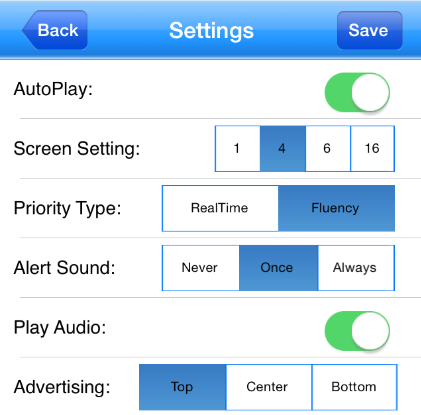 Back Settings Save
AutoPlay:
Screen Setting: 1 4 6 16
Priority Type: RealTime Fluency
Alert Sound: Never Once Always
Play Audio:
Advertising: Top Center Bottom